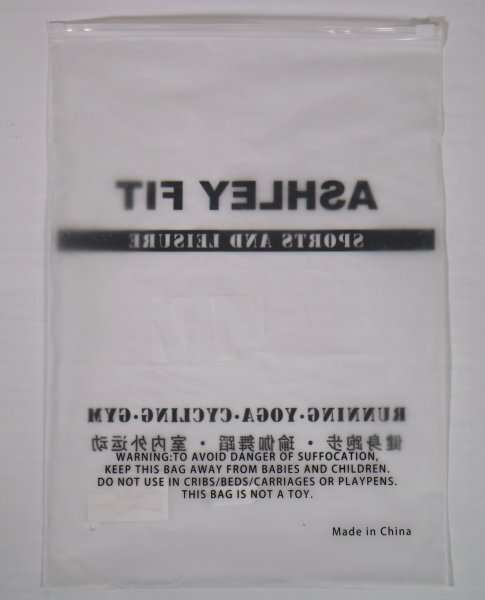 ASHLEY FIT
SPORTS AND LEISURE
RUNNING·YOGA·CYCLING·GYM
健身跑步 • 瑜伽舞蹈 • 室内外运动
WARNING:TO AVOID DANGER OF SUFFOCATION,
KEEP THIS BAG AWAY FROM BABIES AND CHILDREN.
DO NOT USE IN CRIBS/BEDS/CARRIAGES OR PLAYPENS.
THIS BAG IS NOT A TOY.
Made in China